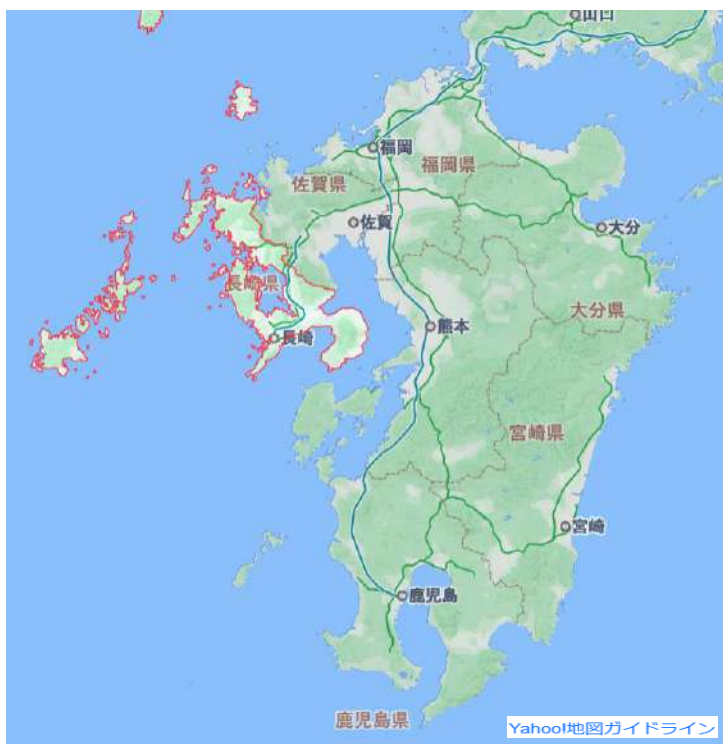 山口
福岡
福岡県
佐賀県
佐賀
大分
長崎県
大分県
熊本
長崎
宮崎県
宮崎
鹿児島
鹿児島県
Yahoo!地図ガイドライン